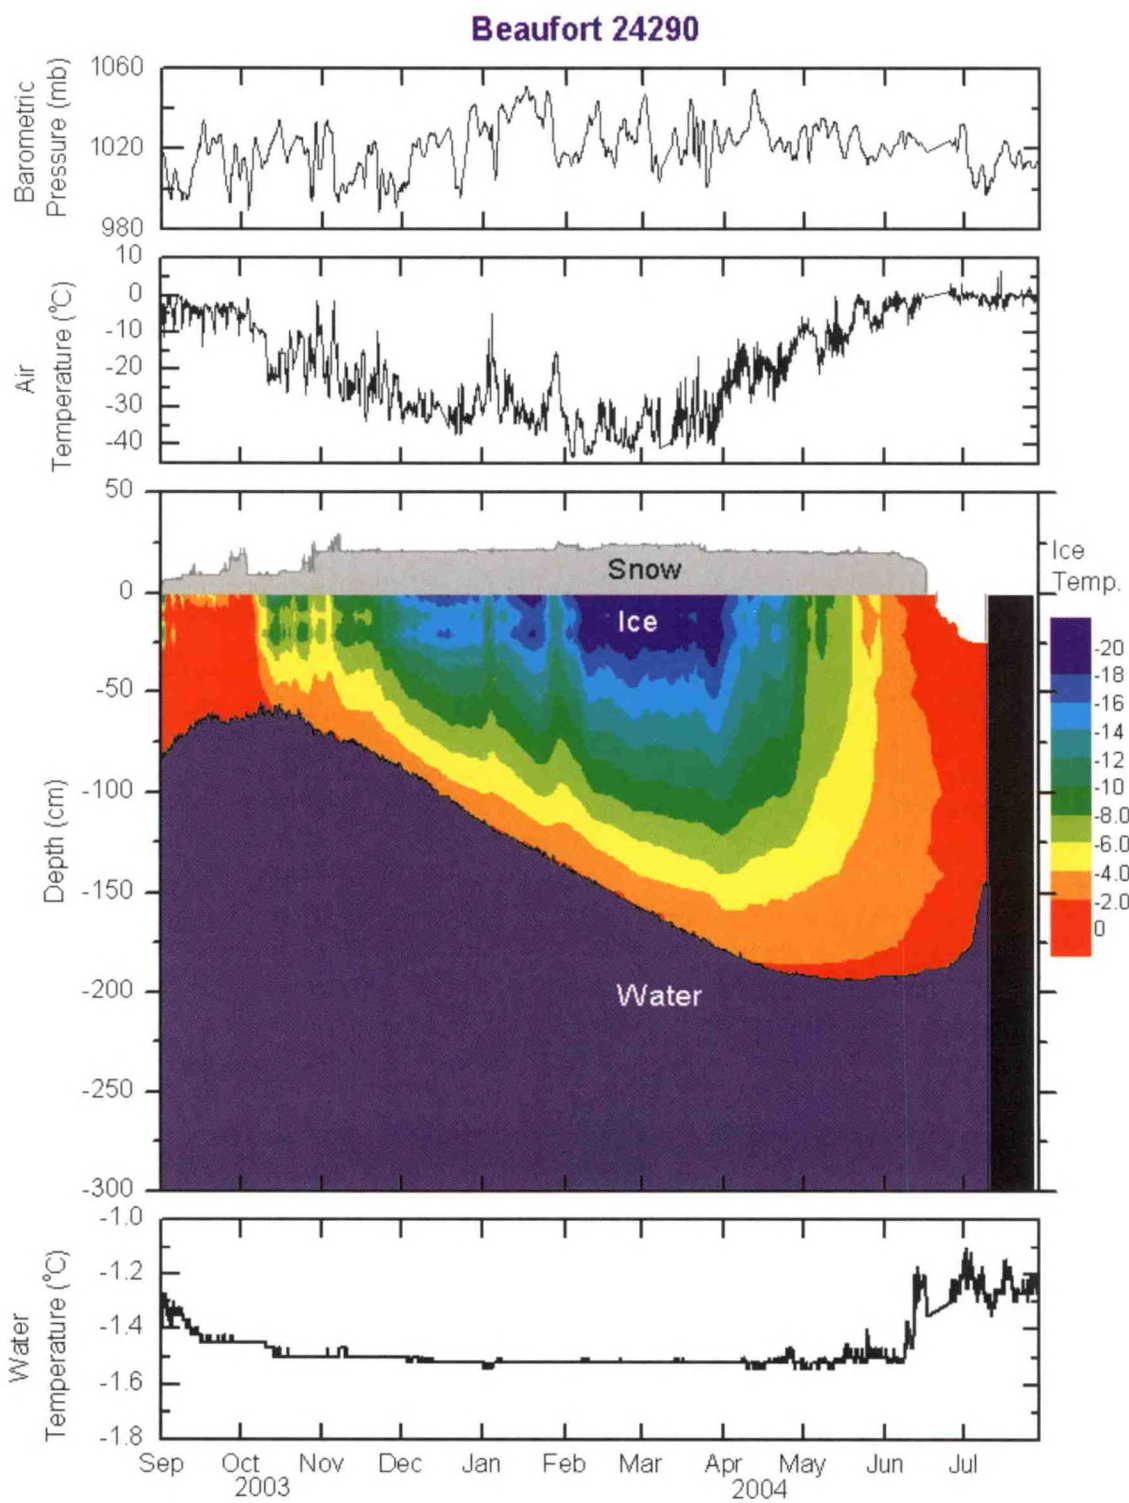 Beaufort 24290
Barometric
Pressure (mb)
1060
1020
980
Air
Temperature (°C)
10
0
-10
-20
-30
-40
Depth (cm)
50
0
-50
-100
-150
-200
-250
-300
Snow
Ice
Water
Ice
Temp.
-20
-18
-16
-14
-12
-10
-8.0
-6.0
-4.0
-2.0
0
Water
Temperature (°C)
-1.0
-1.2
-1.4
-1.6
-1.8
Sep Oct Nov Dec Jan Feb Mar Apr May Jun Jul
2003 2004